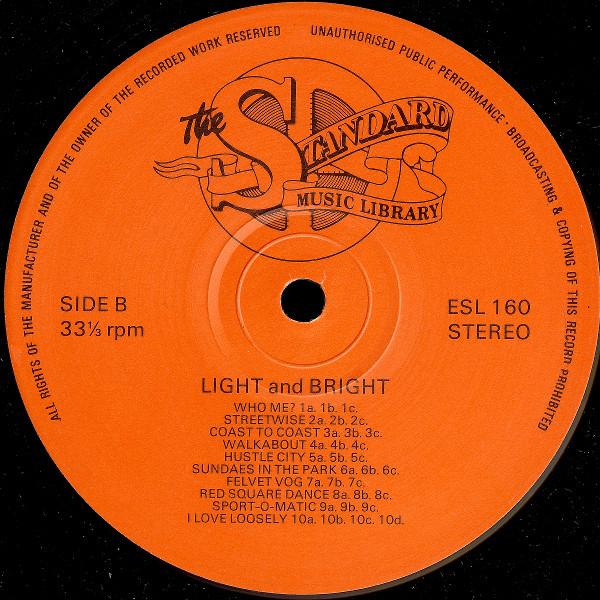 ALL RIGHTS OF THE MANUFACTURER AND OF THE OWNER OF THE RECORDED WORK RESERVED
UNAUTHORISED PUBLIC PERFORMANCE · BROADCASTING & COPYING OF THIS RECORD PROHIBITED
The
STANDARD
MUSIC LIBRARY
SIDE B
33⅓ rpm
ESL 160
STEREO
LIGHT and BRIGHT
WHO ME? 1a. 1b. 1c.
STREETWISE 2a. 2b. 2c.
COAST TO COAST 3a. 3b. 3c.
WALKABOUT 4a. 4b. 4c.
HUSTLE CITY 5a. 5b. 5c.
SUNDAES IN THE PARK 6a. 6b. 6c.
FELVET VOG 7a. 7b. 7c.
RED SQUARE DANCE 8a. 8b. 8c.
SPORT-O-MATIC 9a. 9b. 9c.
I LOVE LOOSELY 10a. 10b. 10c. 10d.